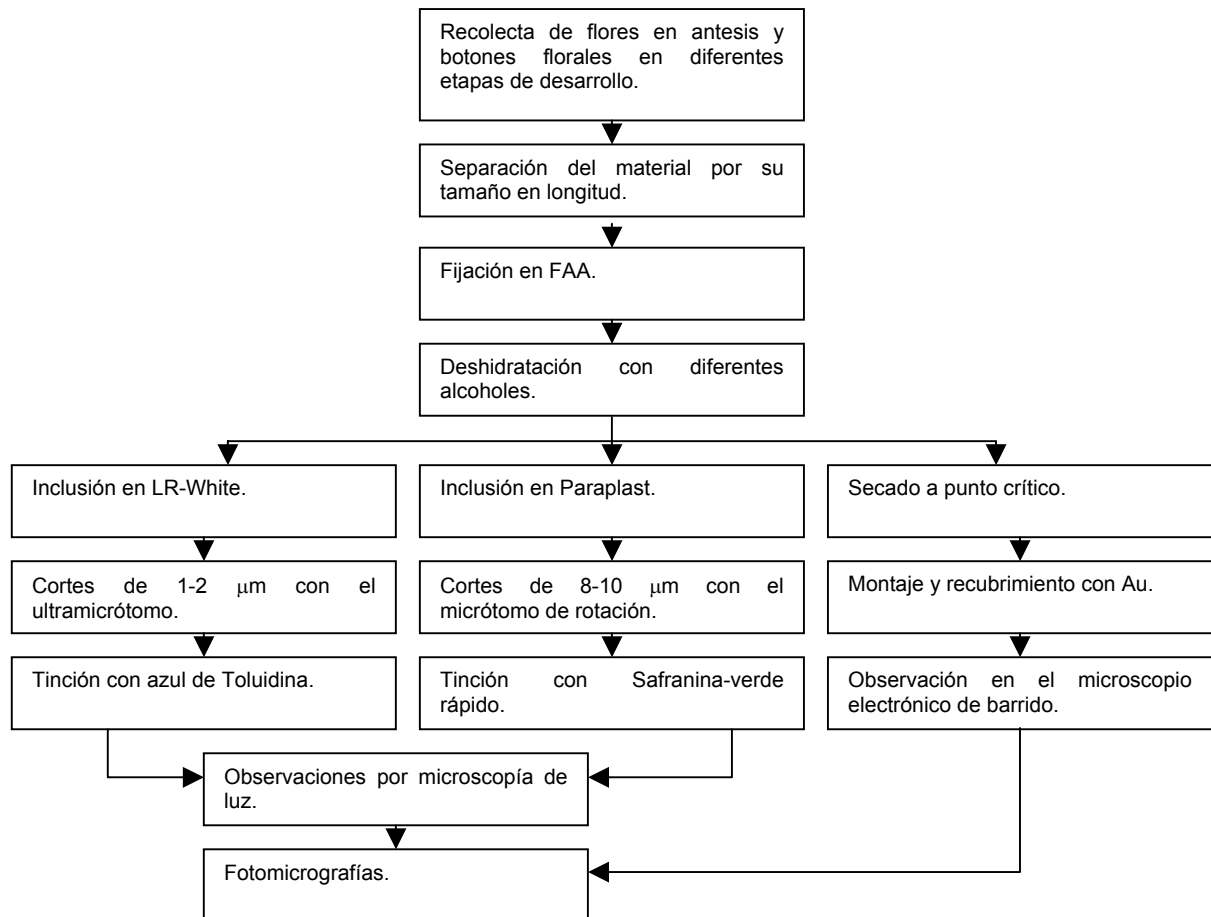 Recolecta de flores en antesis y
botones florales en diferentes
etapas de desarrollo.
Separación del material por su
tamaño en longitud.
Fijación en FAA.
Deshidratación con diferentes
alcoholes.
Inclusión en LR-White.
Inclusión en Paraplast.
Secado a punto crítico.
Cortes de 1-2 μm con el
ultramicrótomo.
Cortes de 8-10 μm con el
micrótomo de rotación.
Montaje y recubrimiento con Au.
Tinción con azul de Toluidina.
Tinción con Safranina-verde
rápido.
Observación en el microscopio
electrónico de barrido.
Observaciones por microscopía de
luz.
Fotomicrografías.